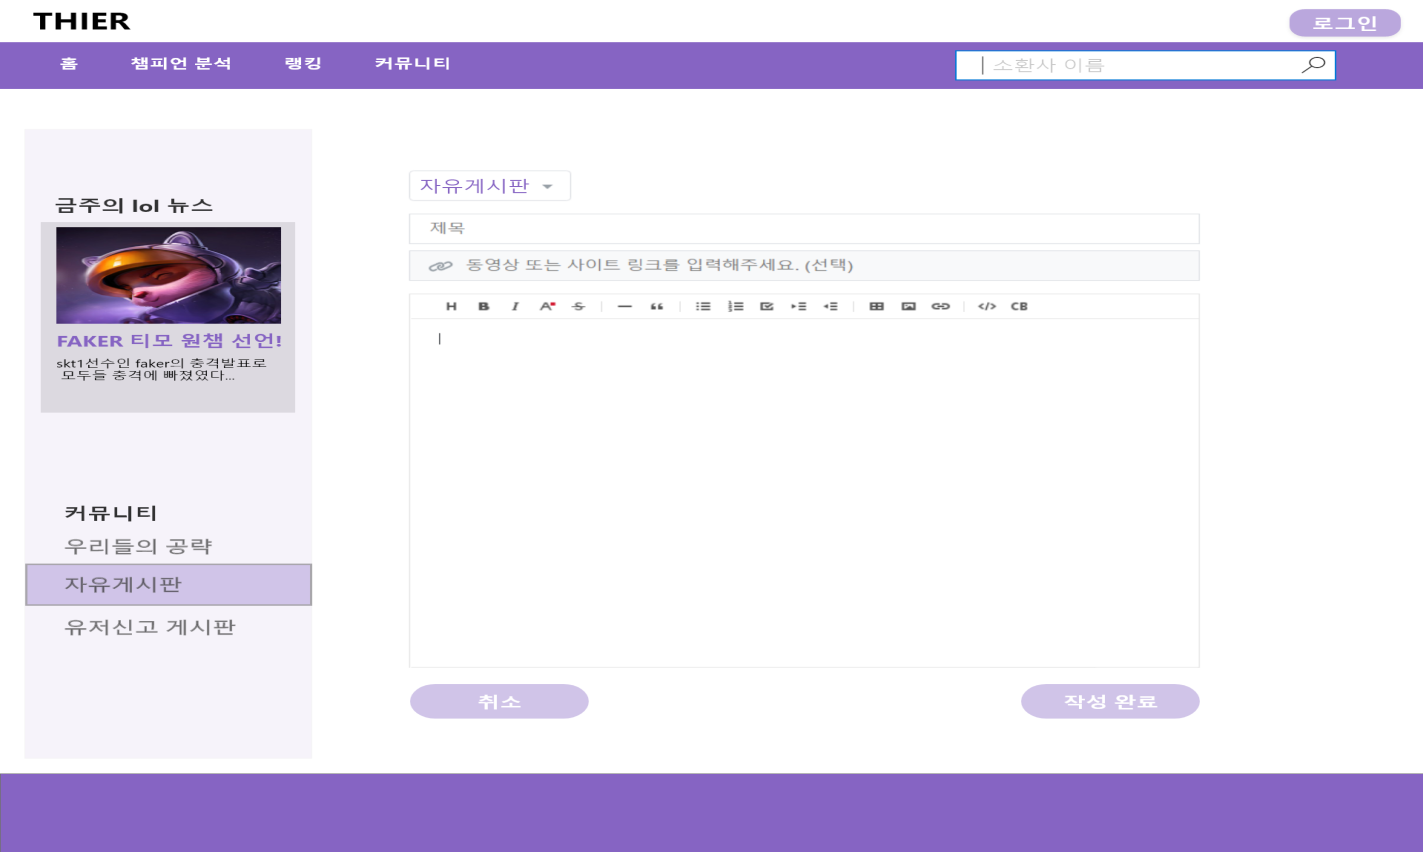 THIER
로그인
홈 챔피언 분석 랭킹 커뮤니티
소환사 이름
금주의 lol 뉴스
FAKER 티모 원챔 선언!
skt1선수인 faker의 충격발표로
모두들 충격에 빠졌였다...
커뮤니티
우리들의 공략
자유게시판
유저신고 게시판
자유게시판
제목
동영상 또는 사이트 링크를 입력해주세요. (선택)
H B I A S — “ </> CB
취소
작성 완료